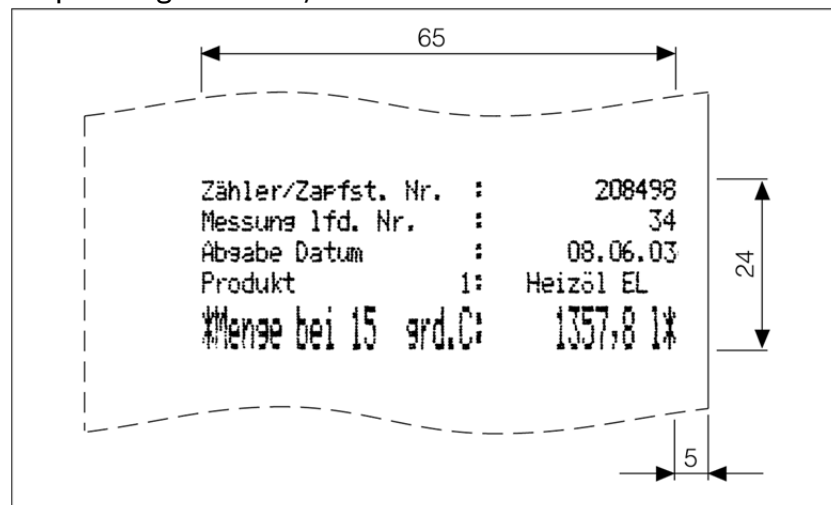 65
Zähler/Zapfst. Nr. : 208498
Messung lfd. Nr. : 34
Abgabe Datum : 08.06.03
Produkt 1: Heizöl EL
*Menge bei 15 grd.C: 1357,8 l*
24
5